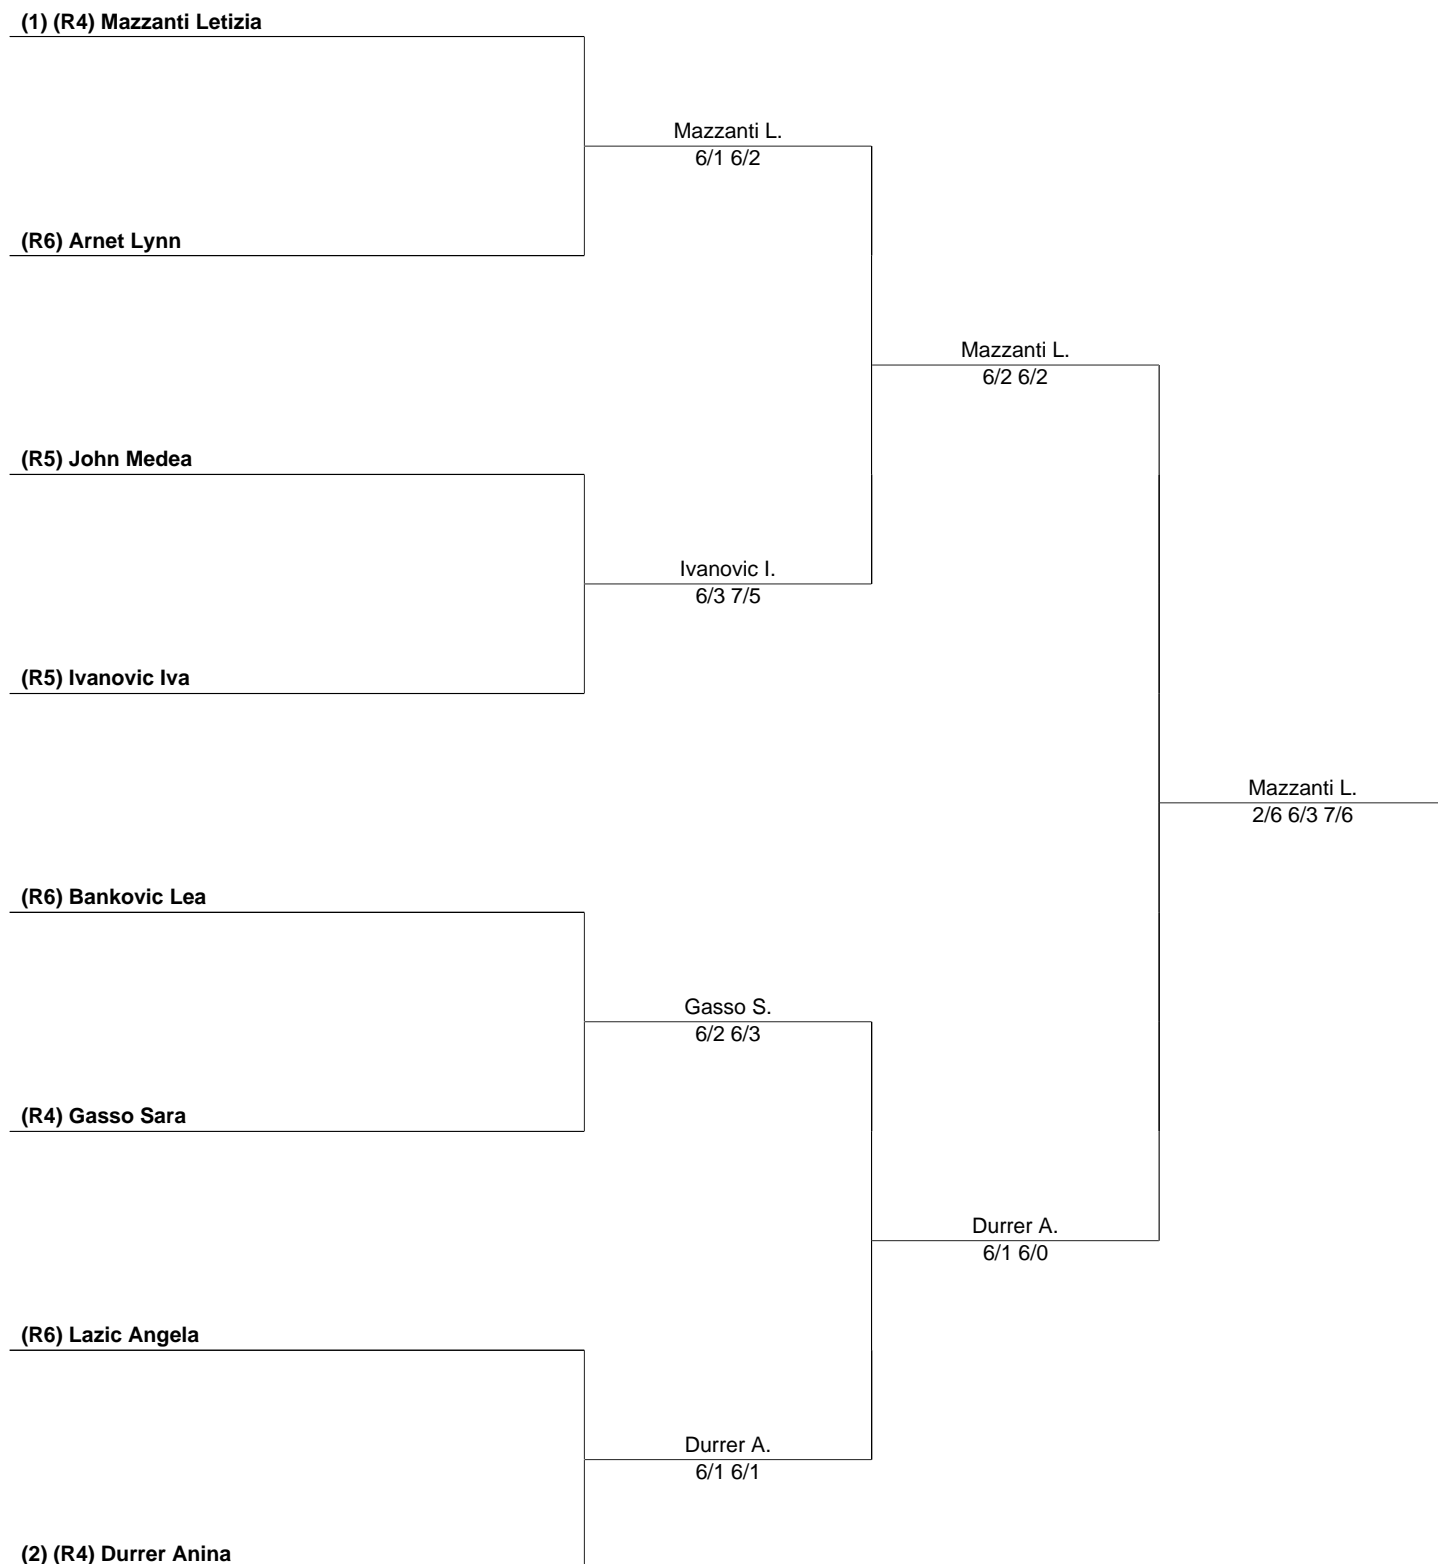 (1) (R4) Mazzanti Letizia
Mazzanti L.
6/1 6/2
(R6) Arnet Lynn
Mazzanti L.
6/2 6/2
(R5) John Medea
Ivanovic I.
6/3 7/5
(R5) Ivanovic Iva
Mazzanti L.
2/6 6/3 7/6
(R6) Bankovic Lea
Gasso S.
6/2 6/3
(R4) Gasso Sara
Durrer A.
6/1 6/0
(R6) Lazic Angela
Durrer A.
6/1 6/1
(2) (R4) Durrer Anina